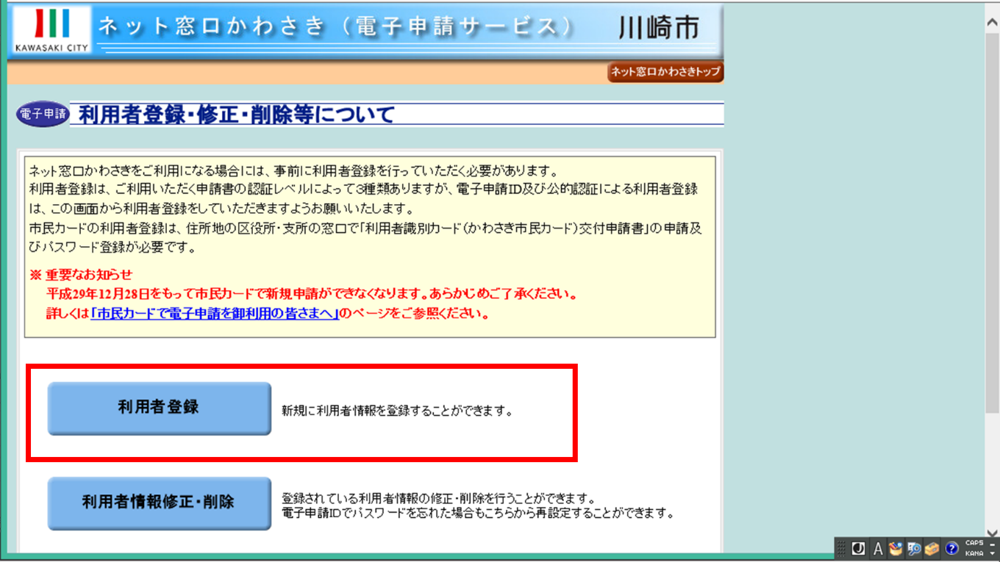 ネット窓口かわさき（電子申請サービス）
川崎市
KAWASAKI CITY
ネット窓口かわさきトップ
電子申請
利用者登録・修正・削除等について
ネット窓口かわさきをご利用になる場合には、事前に利用者登録を行っていただく必要があります。
利用者登録は、ご利用いただく申請書の認証レベルによって3種類ありますが、電子申請ID及び公的認証による利用者登録
は、この画面から利用者登録をしていただきますようお願いいたします。
市民カードの利用者登録は、住所地の区役所・支所の窓口で「利用者識別カード（かわさき市民カード）交付申請書」の申請及
びパスワード登録が必要です。
※ 重要なお知らせ
平成29年12月28日をもって市民カードで新規申請ができなくなります。あらかじめご了承ください。
詳しくは「市民カードで電子申請を御利用の皆さまへ」のページをご参照ください。
利用者登録
新規に利用者情報を登録することができます。
利用者情報修正・削除
登録されている利用者情報の修正・削除を行うことができます。
電子申請IDでパスワードを忘れた場合もこちらから再設定することができます。
A
CAPS
KANA